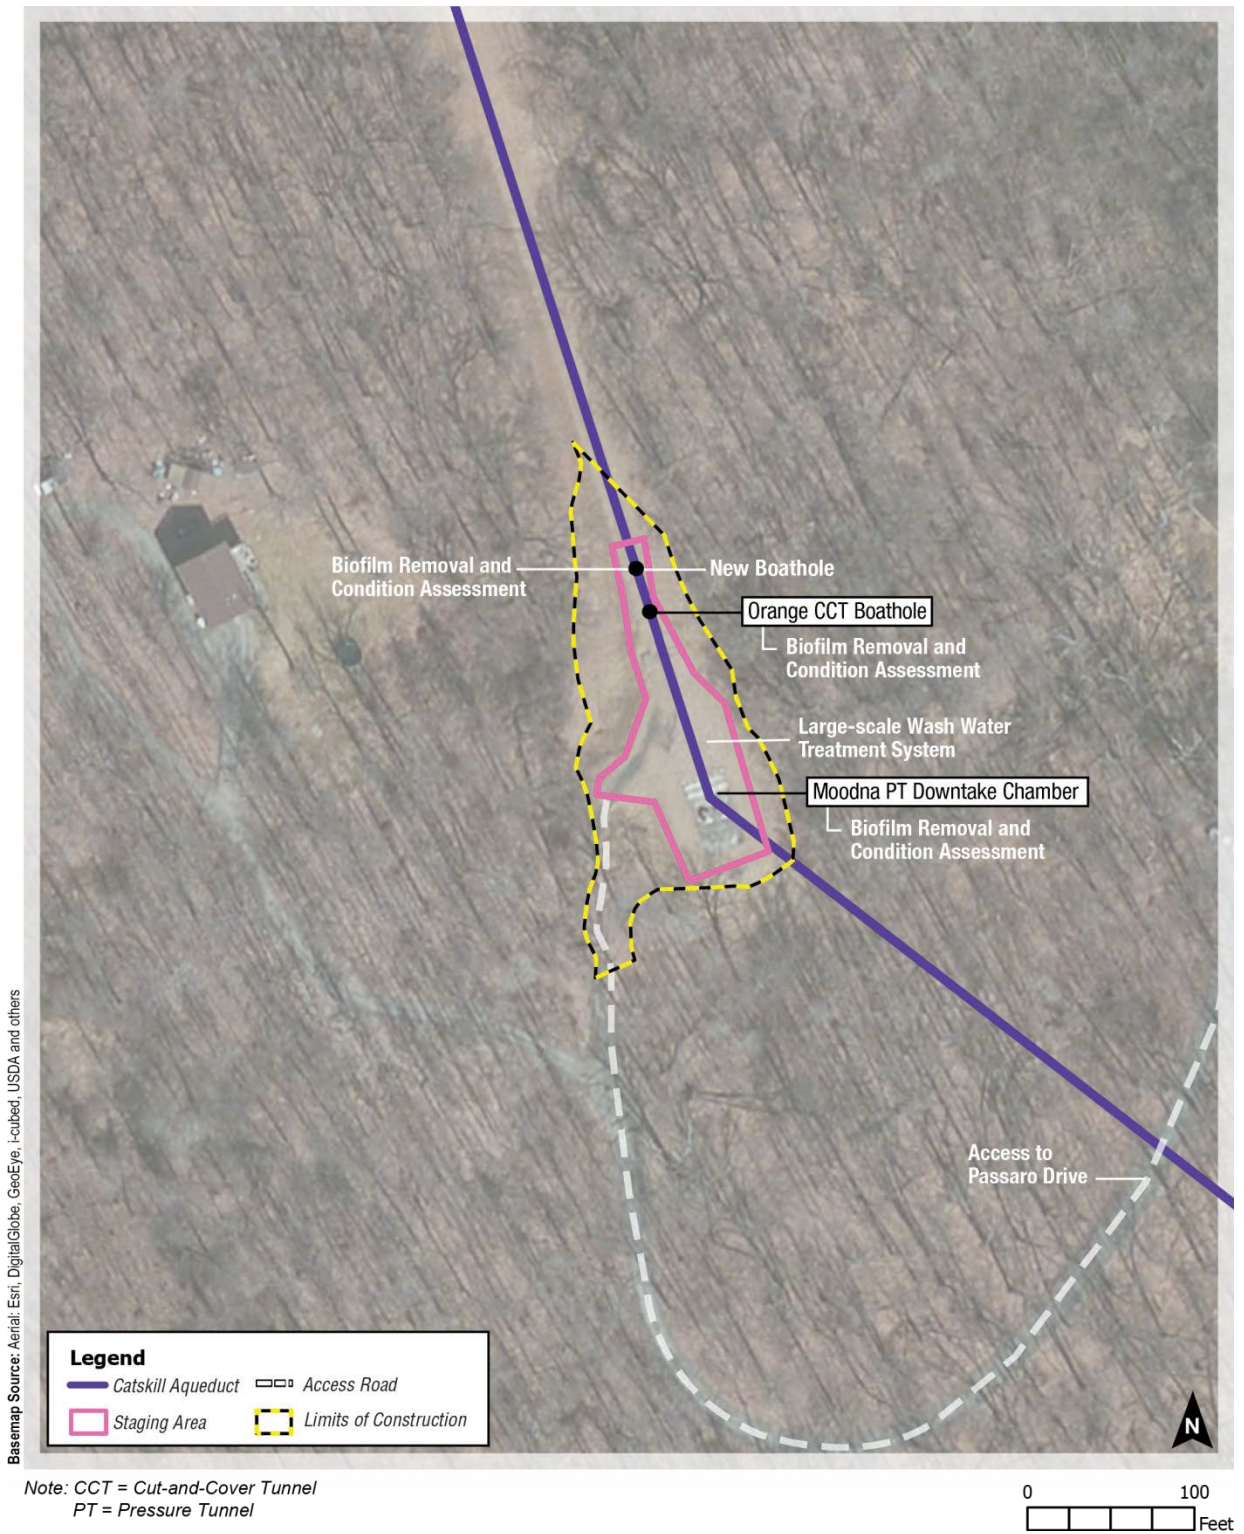 Biofilm Removal and
Condition Assessment
New Boathole
Orange CCT Boathole
Biofilm Removal and
Condition Assessment
Large-scale Wash Water
Treatment System
Moodna PT Downtake Chamber
Biofilm Removal and
Condition Assessment
Access to
Passaro Drive
Basemap Source: Aerial: Esri, DigitalGlobe, GeoEye, i-cubed, USDA and others
Legend
Catskill Aqueduct
Access Road
Staging Area
Limits of Construction
N
Note: CCT = Cut-and-Cover Tunnel
PT = Pressure Tunnel
0 100
Feet